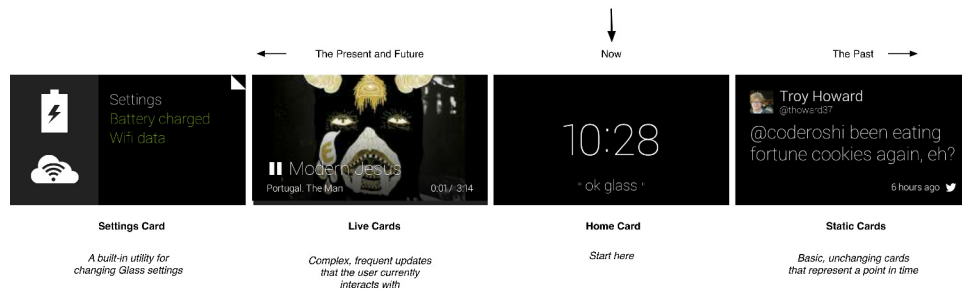 The Present and Future
Now
The Past
Settings
Battery charged
Wifi data
Modern Jesus
Portugal. The Man
0:01 / 3:14
10:28
" ok glass "
Troy Howard
@thoward37
@coderoshi been eating
fortune cookies again, eh?
6 hours ago
Settings Card
A built-in utility for
changing Glass settings
Live Cards
Complex, frequent updates
that the user currently
interacts with
Home Card
Start here
Static Cards
Basic, unchanging cards
that represent a point in time